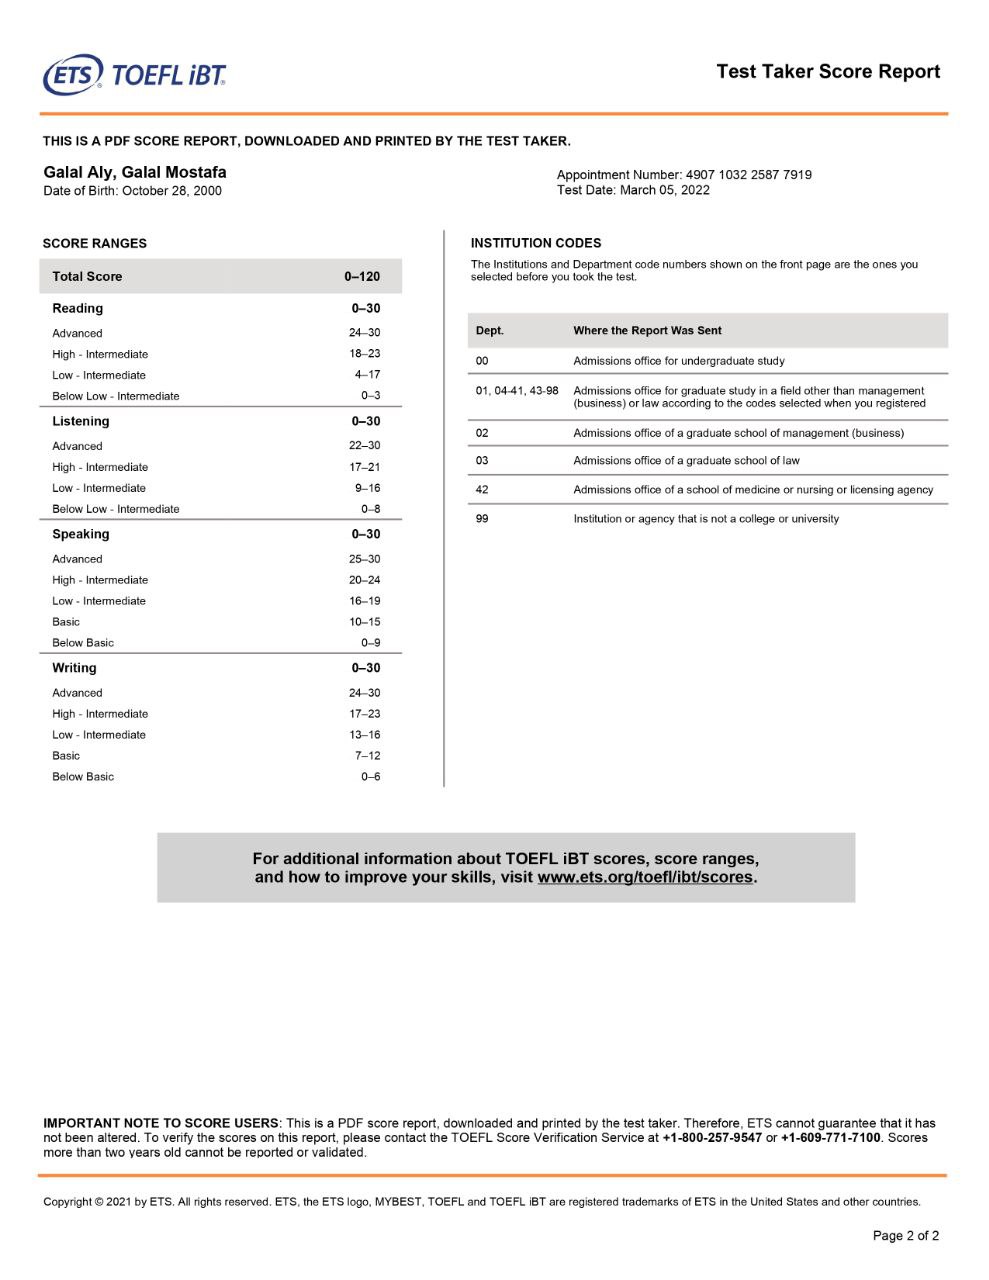 ETS® TOEFL iBT®
Test Taker Score Report
THIS IS A PDF SCORE REPORT, DOWNLOADED AND PRINTED BY THE TEST TAKER.
Galal Aly, Galal Mostafa
Date of Birth: October 28, 2000
Appointment Number: 4907 1032 2587 7919
Test Date: March 05, 2022
SCORE RANGES
Total Score 0–120
Reading 0–30
Advanced 24–30
High - Intermediate 18–23
Low - Intermediate 4–17
Below Low - Intermediate 0–3
Listening 0–30
Advanced 22–30
High - Intermediate 17–21
Low - Intermediate 9–16
Below Low - Intermediate 0–8
Speaking 0–30
Advanced 25–30
High - Intermediate 20–24
Low - Intermediate 16–19
Basic 10–15
Below Basic 0–9
Writing 0–30
Advanced 24–30
High - Intermediate 17–23
Low - Intermediate 13–16
Basic 7–12
Below Basic 0–6
INSTITUTION CODES
The Institutions and Department code numbers shown on the front page are the ones you
selected before you took the test.
Dept. Where the Report Was Sent
00 Admissions office for undergraduate study
01, 04-41, 43-98 Admissions office for graduate study in a field other than management
(business) or law according to the codes selected when you registered
02 Admissions office of a graduate school of management (business)
03 Admissions office of a graduate school of law
42 Admissions office of a school of medicine or nursing or licensing agency
99 Institution or agency that is not a college or university
For additional information about TOEFL iBT scores, score ranges,
and how to improve your skills, visit www.ets.org/toefl/ibt/scores.
IMPORTANT NOTE TO SCORE USERS: This is a PDF score report, downloaded and printed by the test taker. Therefore, ETS cannot guarantee that it has
not been altered. To verify the scores on this report, please contact the TOEFL Score Verification Service at +1-800-257-9547 or +1-609-771-7100. Scores
more than two years old cannot be reported or validated.
Copyright © 2021 by ETS. All rights reserved. ETS, the ETS logo, MYBEST, TOEFL and TOEFL iBT are registered trademarks of ETS in the United States and other countries.
Page 2 of 2